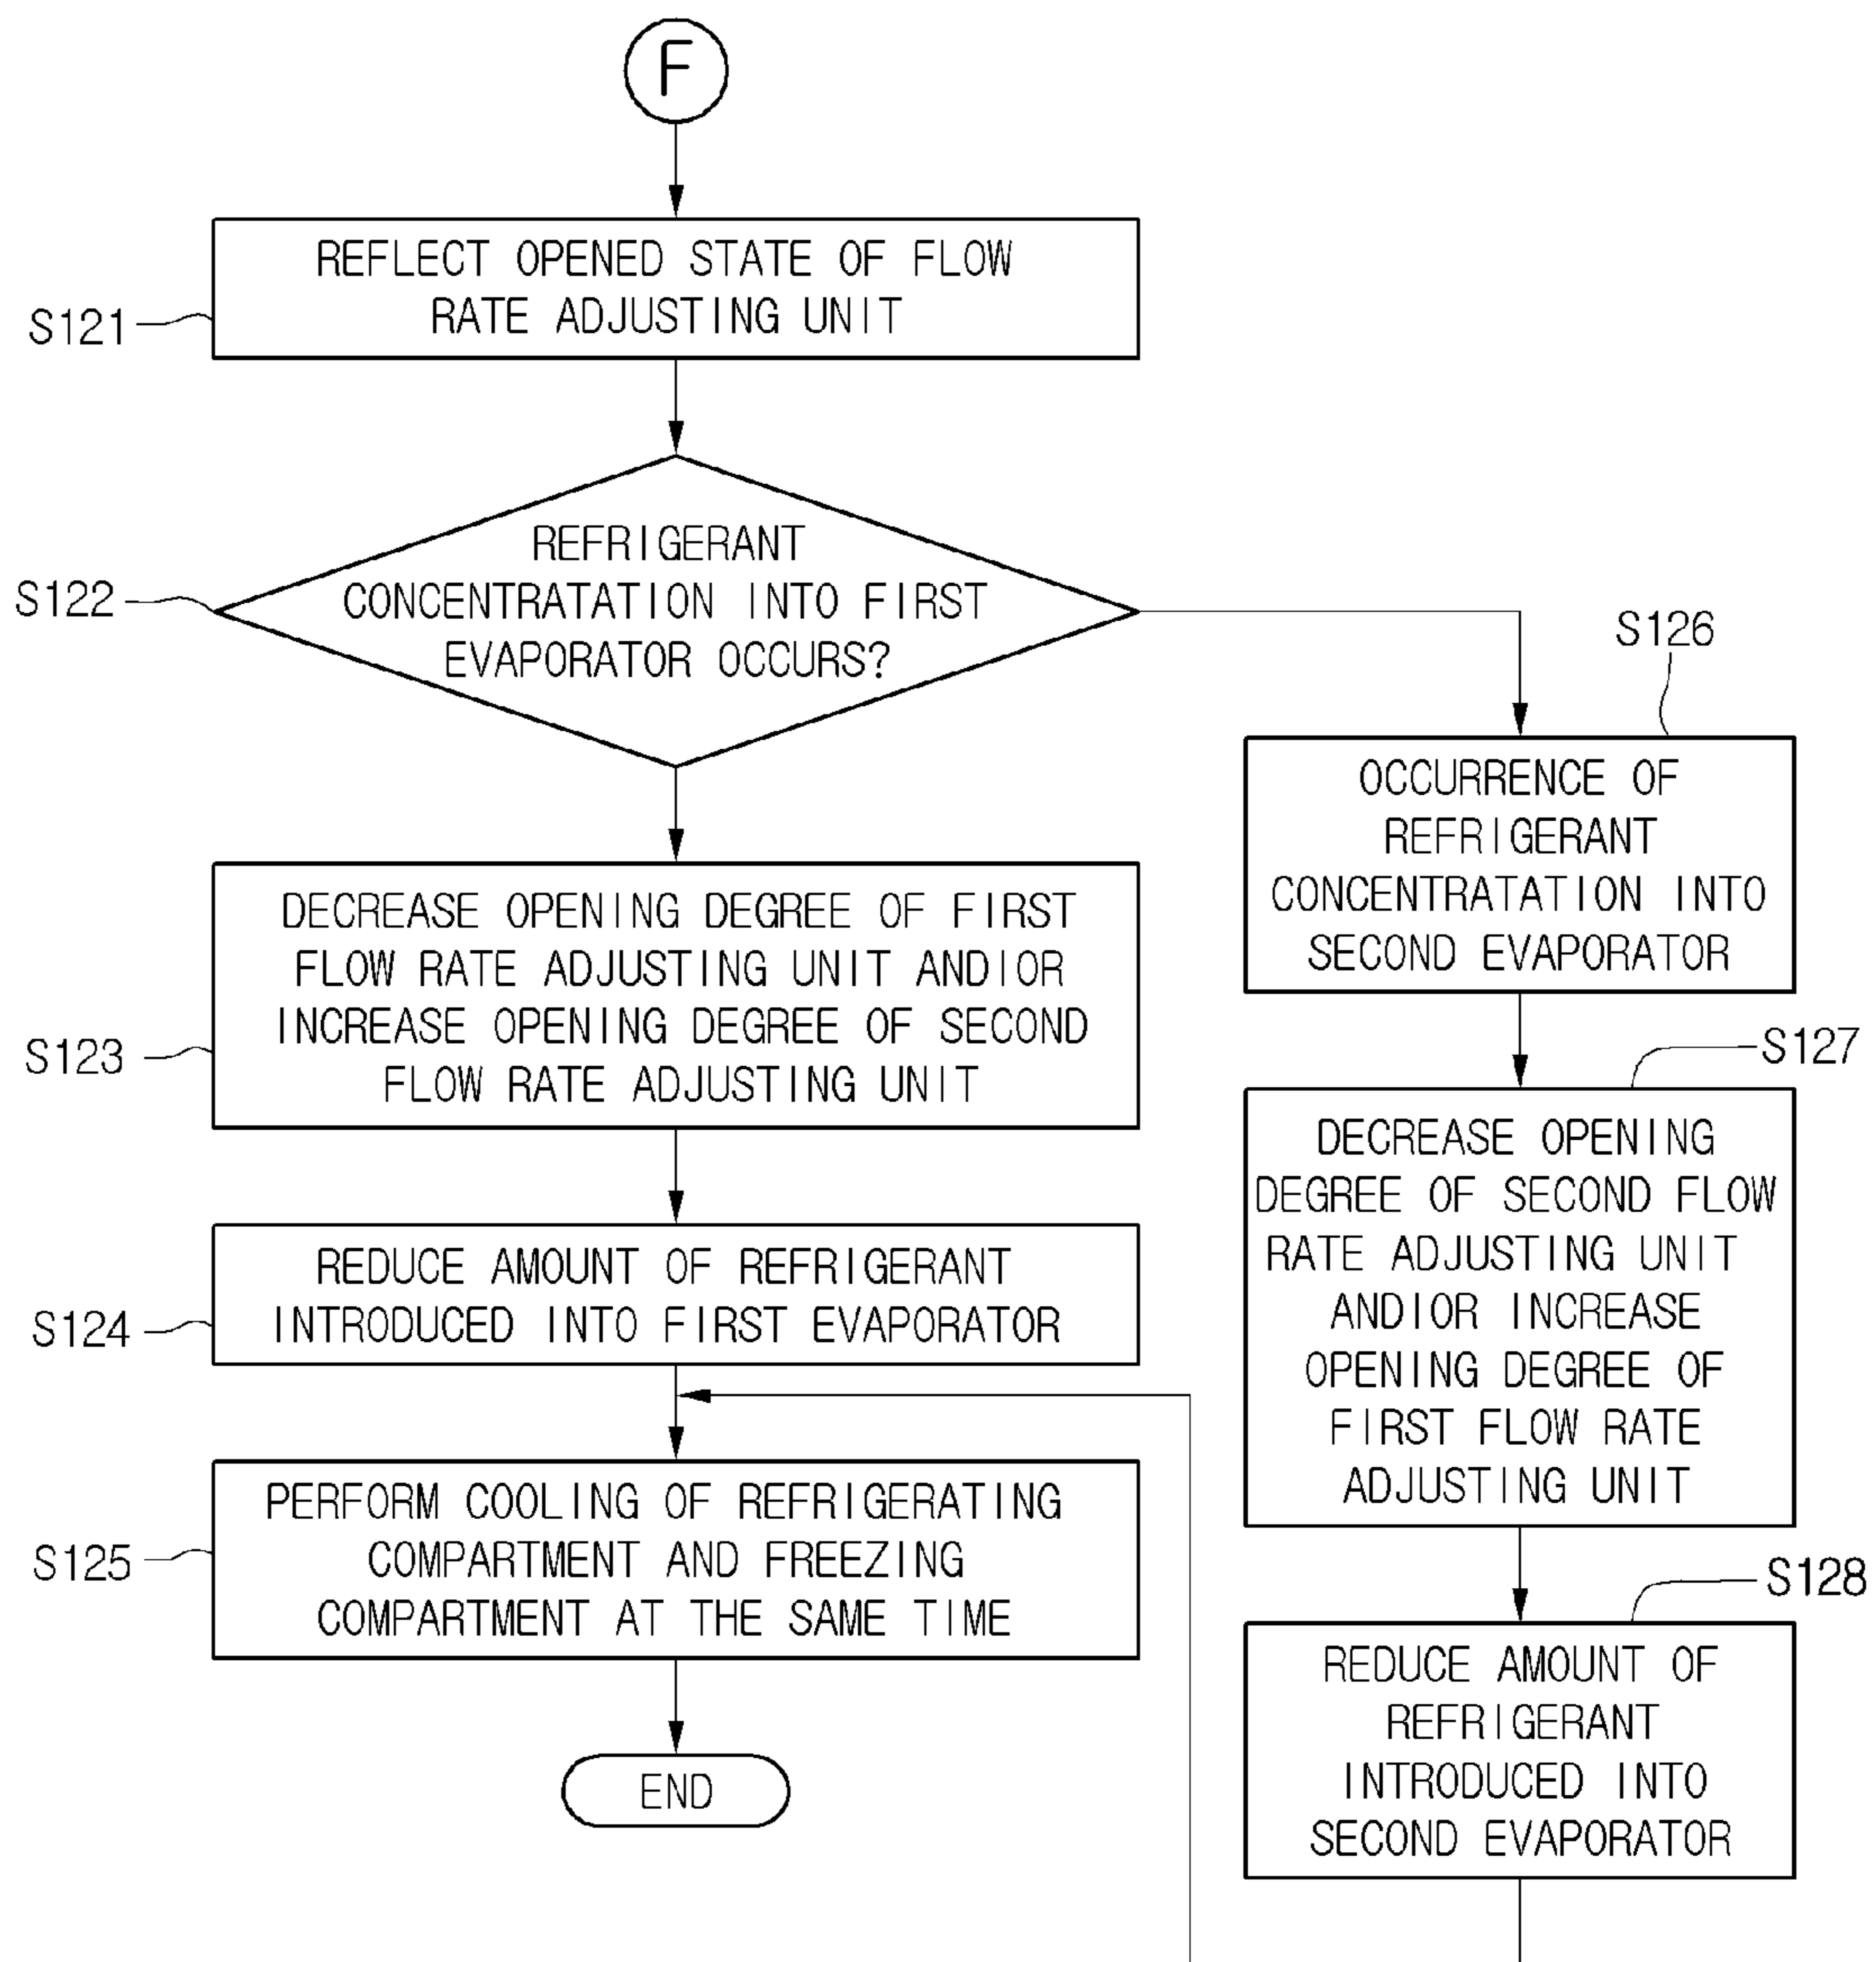 F
REFLECT OPENED STATE OF FLOW
RATE ADJUSTING UNIT
S121
REFRIGERANT
CONCENTRATATION INTO FIRST
EVAPORATOR OCCURS?
S122
DECREASE OPENING DEGREE OF FIRST
FLOW RATE ADJUSTING UNIT ANDIOR
INCREASE OPENING DEGREE OF SECOND
FLOW RATE ADJUSTING UNIT
S123
REDUCE AMOUNT OF REFRIGERANT
INTRODUCED INTO FIRST EVAPORATOR
S124
PERFORM COOLING OF REFRIGERATING
COMPARTMENT AND FREEZING
COMPARTMENT AT THE SAME TIME
S125
END
S126
OCCURRENCE OF
REFRIGERANT
CONCENTRATATION INTO
SECOND EVAPORATOR
S127
DECREASE OPENING
DEGREE OF SECOND FLOW
RATE ADJUSTING UNIT
ANDIOR INCREASE
OPENING DEGREE OF
FIRST FLOW RATE
ADJUSTING UNIT
S128
REDUCE AMOUNT OF
REFRIGERANT
INTRODUCED INTO
SECOND EVAPORATOR